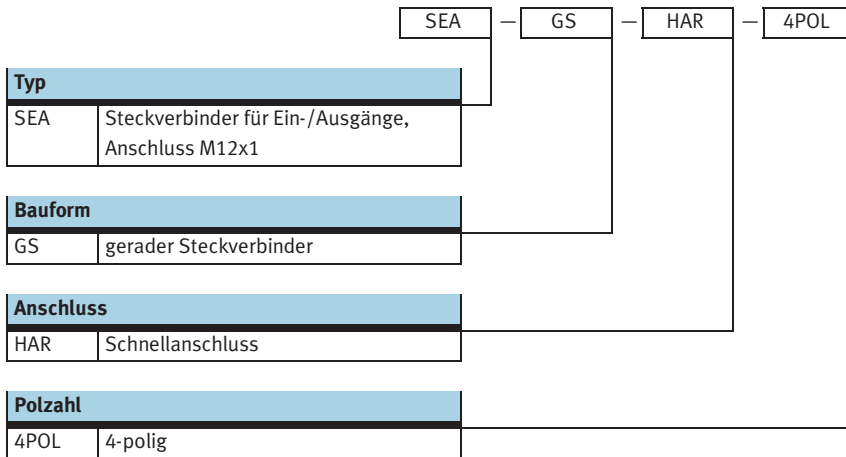 SEA — GS — HAR — 4POL
Typ
SEA Steckverbinder für Ein-/Ausgänge,
Anschluss M12x1
Bauform
GS gerader Steckverbinder
Anschluss
HAR Schnellanschluss
Polzahl
4POL 4-polig